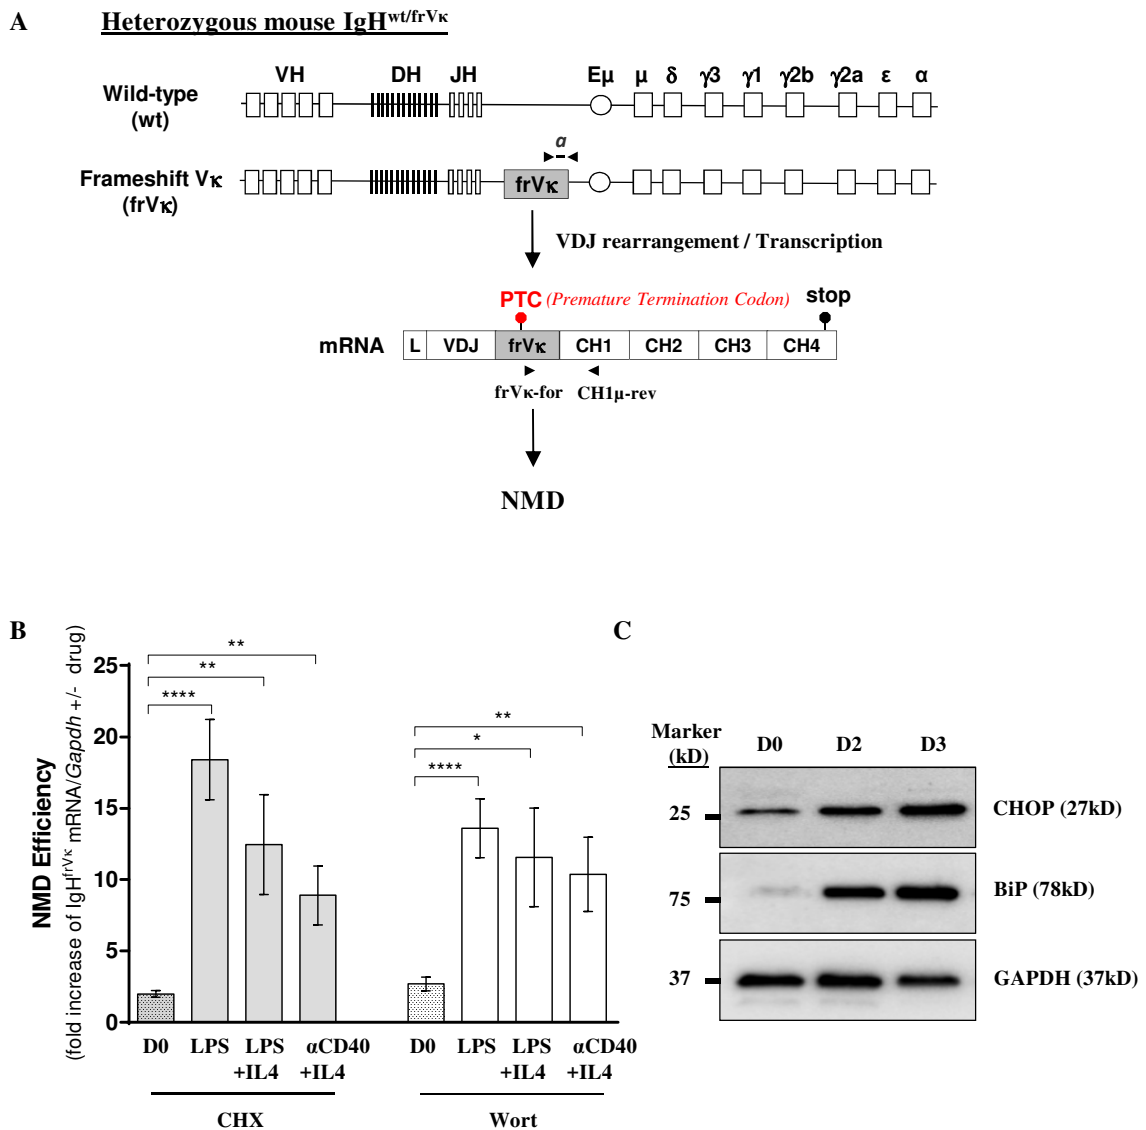 A
Heterozygous mouse IgH^wt/frVκ
VH DH JH Eμ μ δ γ3 γ1 γ2b γ2a ε α
Wild-type
(wt)
a
Frameshift Vκ
(frVκ)
frVκ
VDJ rearrangement / Transcription
PTC (Premature Termination Codon) stop
mRNA L VDJ frVκ CH1 CH2 CH3 CH4
frVκ-for CH1μ-rev
NMD
B
NMD Efficiency
(fold increase of IgH^frVκ mRNA/Gapdh +/- drug)
25
20
15
10
5
0
** 
**
****
**
*
****
D0 LPS LPS +IL4 αCD40 +IL4 D0 LPS LPS +IL4 αCD40 +IL4
CHX Wort
C
Marker
(kD)
D0 D2 D3
25 CHOP (27kD)
75 BiP (78kD)
37 GAPDH (37kD)